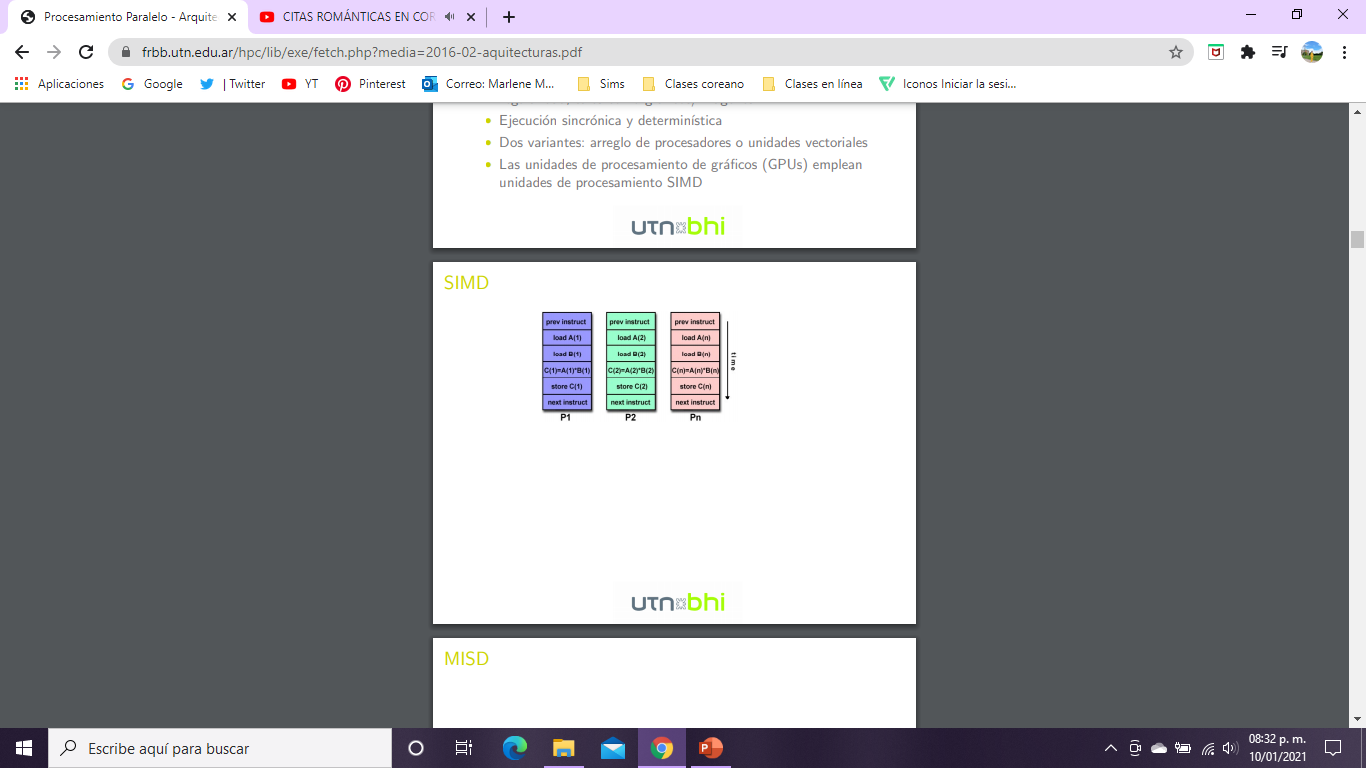 Procesamiento Paralelo - Arquite
CITAS ROMÁNTICAS EN COR
frbb.utn.edu.ar/hpc/lib/exe/fetch.php?media=2016-02-aquitecturas.pdf
Aplicaciones
Google
| Twitter
YT
Pinterest
Correo: Marlene M...
Sims
Clases coreano
Clases en línea
Iconos Iniciar la sesi...
Ejecución sincrónica y determinística
Dos variantes: arreglo de procesadores o unidades vectoriales
Las unidades de procesamiento de gráficos (GPUs) emplean
unidades de procesamiento SIMD
utn bhi
SIMD
prev instruct
load A(1)
load B(1)
C(1)=A(1)*B(1)
store C(1)
next instruct
P1
prev instruct
load A(2)
load B(2)
C(2)=A(2)*B(2)
store C(2)
next instruct
P2
prev instruct
load A(n)
load B(n)
C(n)=A(n)*B(n)
store C(n)
next instruct
Pn
time
utn bhi
MISD
Escribe aquí para buscar
08:32 p. m.
10/01/2021